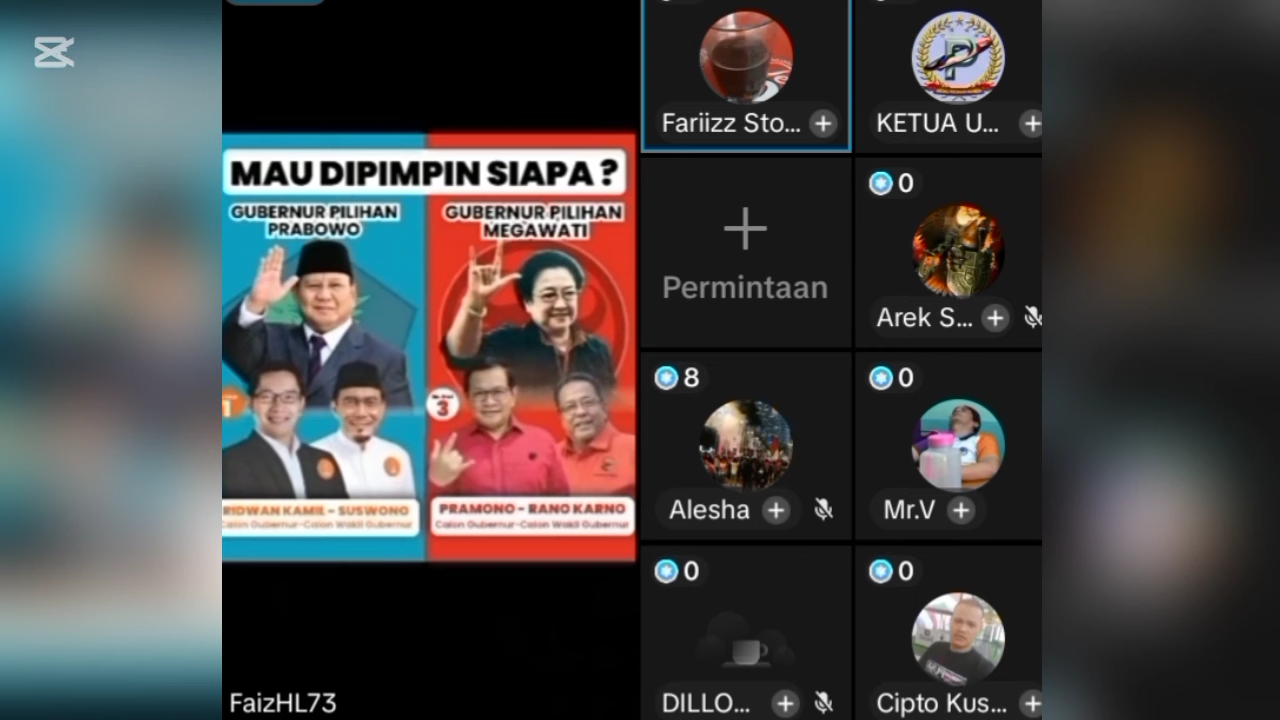 MAU DIPIMPIN SIAPA ?
GUBERNUR PILIHAN
PRABOWO
GUBERNUR PILIHAN
MEGAWATI
1
3
RIDWAN KAMIL - SUSWONO
Calon Gubernur-Calon Wakil Gubernur
PRAMONO - RANO KARNO
Calon Gubernur-Calon Wakil Gubernur
FaizHL73
Fariizz Sto...
KETUA U...
Permintaan
0
Arek S...
8
Alesha
0
Mr.V
0
DILLO...
0
Cipto Kus...